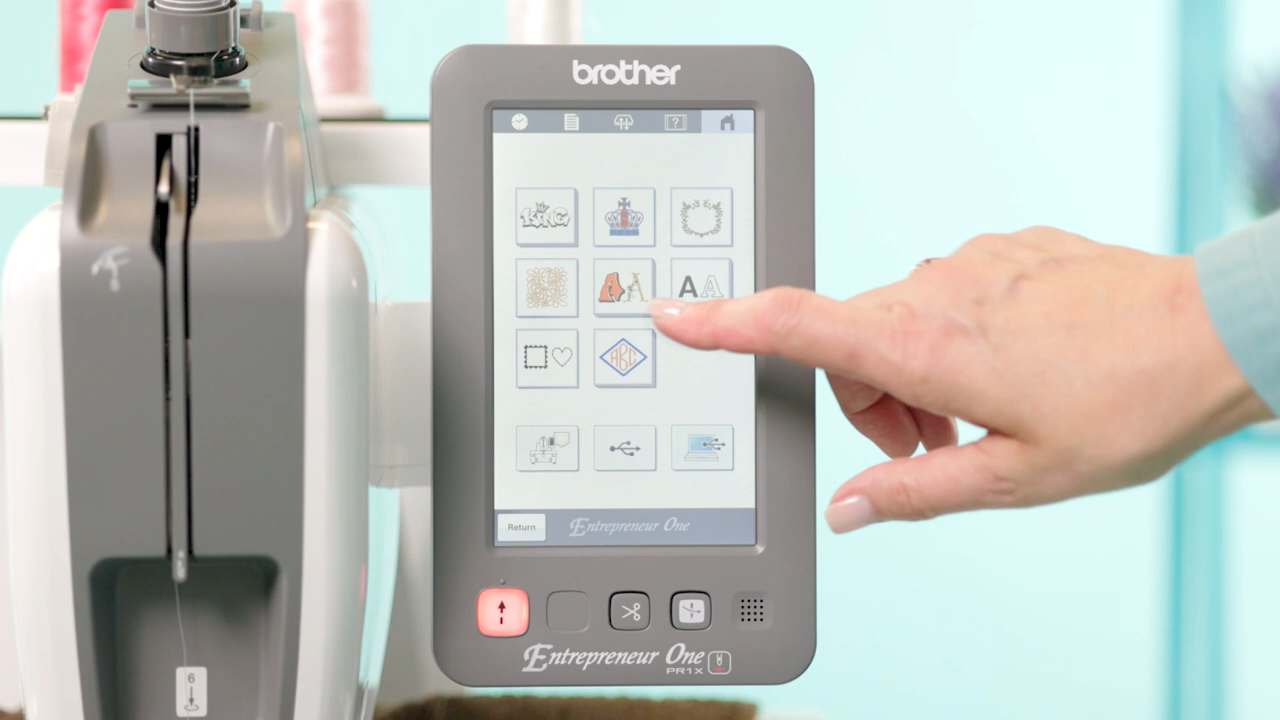 brother
?
KING
A A
A A
ABC
Return
Entrepreneur One
Entrepreneur One
PR1X
6